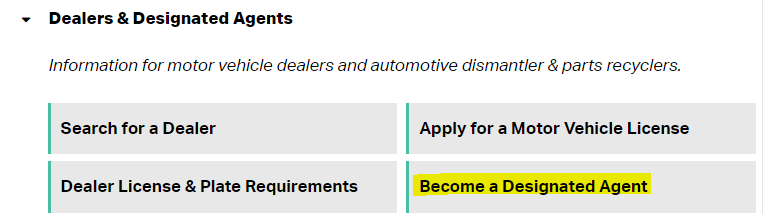 Dealers & Designated Agents
Information for motor vehicle dealers and automotive dismantler & parts recyclers.
Search for a Dealer
Apply for a Motor Vehicle License
Dealer License & Plate Requirements
Become a Designated Agent